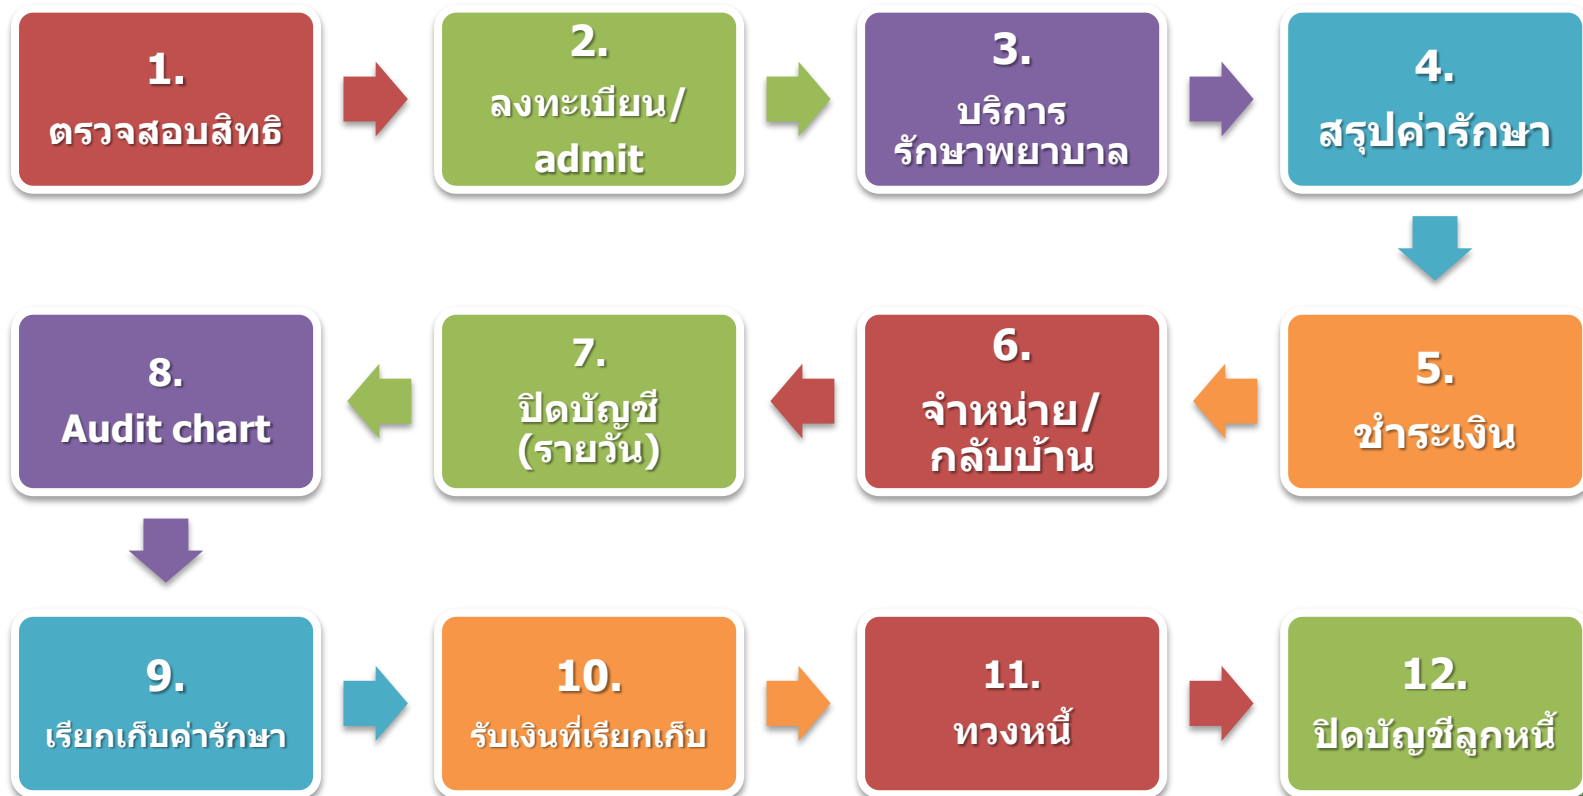 1.
ตรวจสอบสิทธิ
2.
ลงทะเบียน/
admit
3.
บริการ
รักษาพยาบาล
4.
สรุปค่ารักษา
5.
ชำระเงิน
6.
จำหน่าย/
กลับบ้าน
7.
ปิดบัญชี
(รายวัน)
8.
Audit chart
9.
เรียกเก็บค่ารักษา
10.
รับเงินที่เรียกเก็บ
11.
ทวงหนี้
12.
ปิดบัญชีลูกหนี้